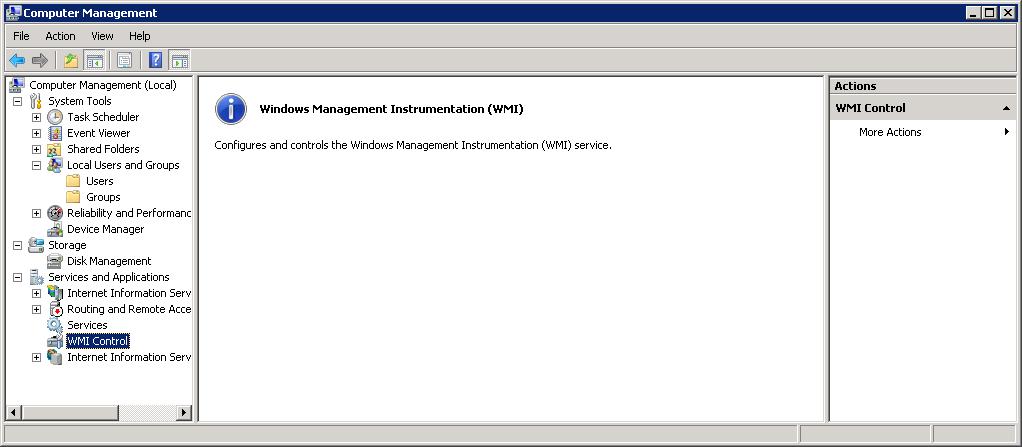 Computer Management
File Action View Help
Computer Management (Local)
System Tools
Task Scheduler
Event Viewer
Shared Folders
Local Users and Groups
Users
Groups
Reliability and Performanc
Device Manager
Storage
Disk Management
Services and Applications
Internet Information Serv
Routing and Remote Acce
Services
WMI Control
Internet Information Serv
Windows Management Instrumentation (WMI)
Configures and controls the Windows Management Instrumentation (WMI) service.
Actions
WMI Control
More Actions